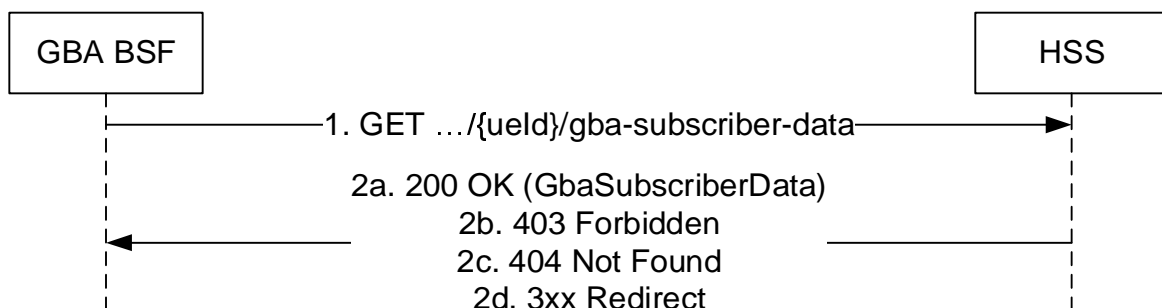 GBA BSF
HSS
1. GET …/{ueId}/gba-subscriber-data
2a. 200 OK (GbaSubscriberData)
2b. 403 Forbidden
2c. 404 Not Found
2d. 3xx Redirect